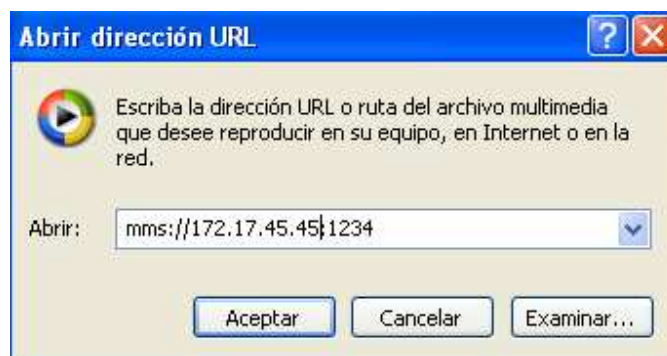 Abrir dirección URL
Escriba la dirección URL o ruta del archivo multimedia
que desee reproducir en su equipo, en Internet o en la
red.
Abrir: mms://172.17.45.45:1234
Aceptar Cancelar Examinar...